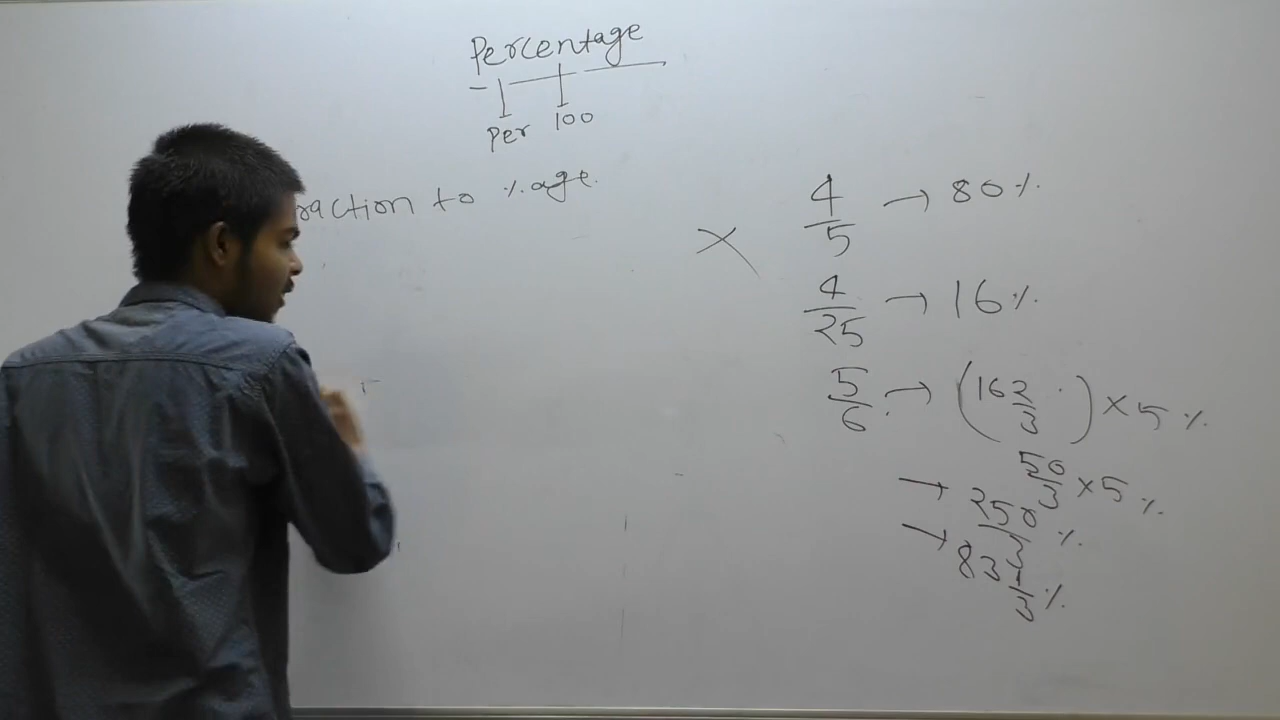 Percentage
Per 100
raction to %age.
4/5 → 80%
4/25 → 16%
5/6 → (16 2/3) × 5%
→ 50/3 × 5%
→ 250/3 %
83 1/3 %